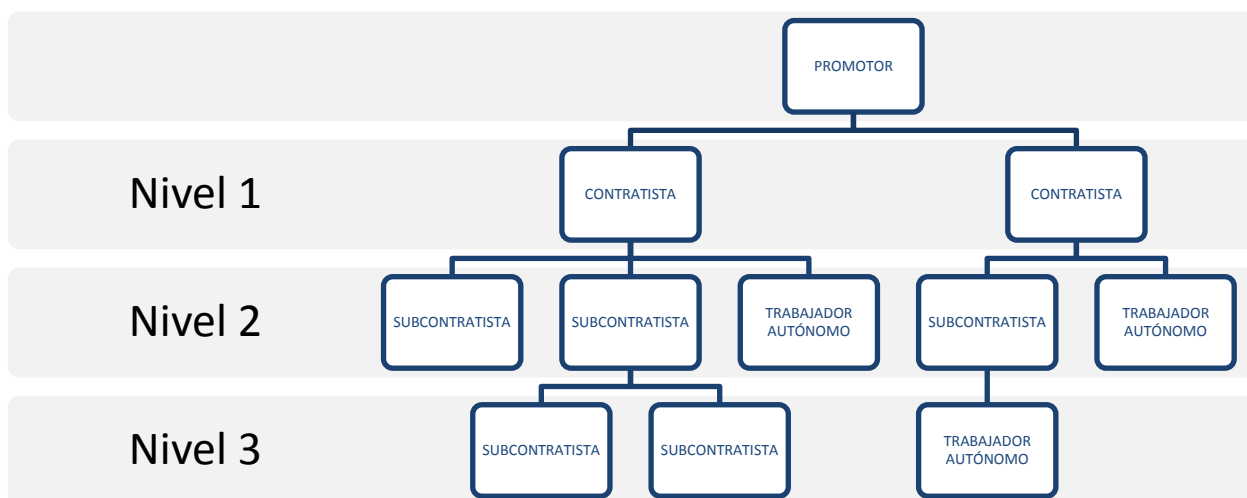 PROMOTOR
Nivel 1
CONTRATISTA
CONTRATISTA
Nivel 2
SUBCONTRATISTA
SUBCONTRATISTA
TRABAJADOR
AUTÓNOMO
SUBCONTRATISTA
TRABAJADOR
AUTÓNOMO
Nivel 3
SUBCONTRATISTA
SUBCONTRATISTA
TRABAJADOR
AUTÓNOMO